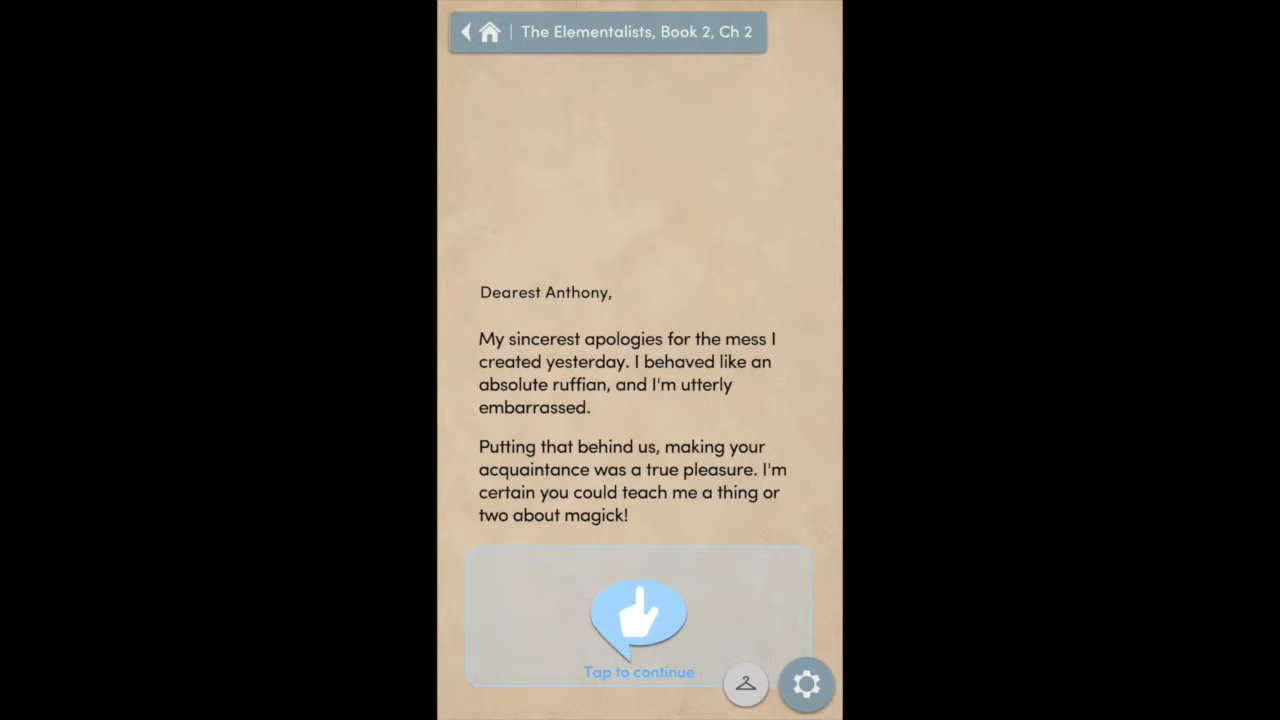 The Elementalists, Book 2, Ch 2
Dearest Anthony,
My sincerest apologies for the mess I
created yesterday. I behaved like an
absolute ruffian, and I'm utterly
embarrassed.
Putting that behind us, making your
acquaintance was a true pleasure. I'm
certain you could teach me a thing or
two about magick!
Tap to continue